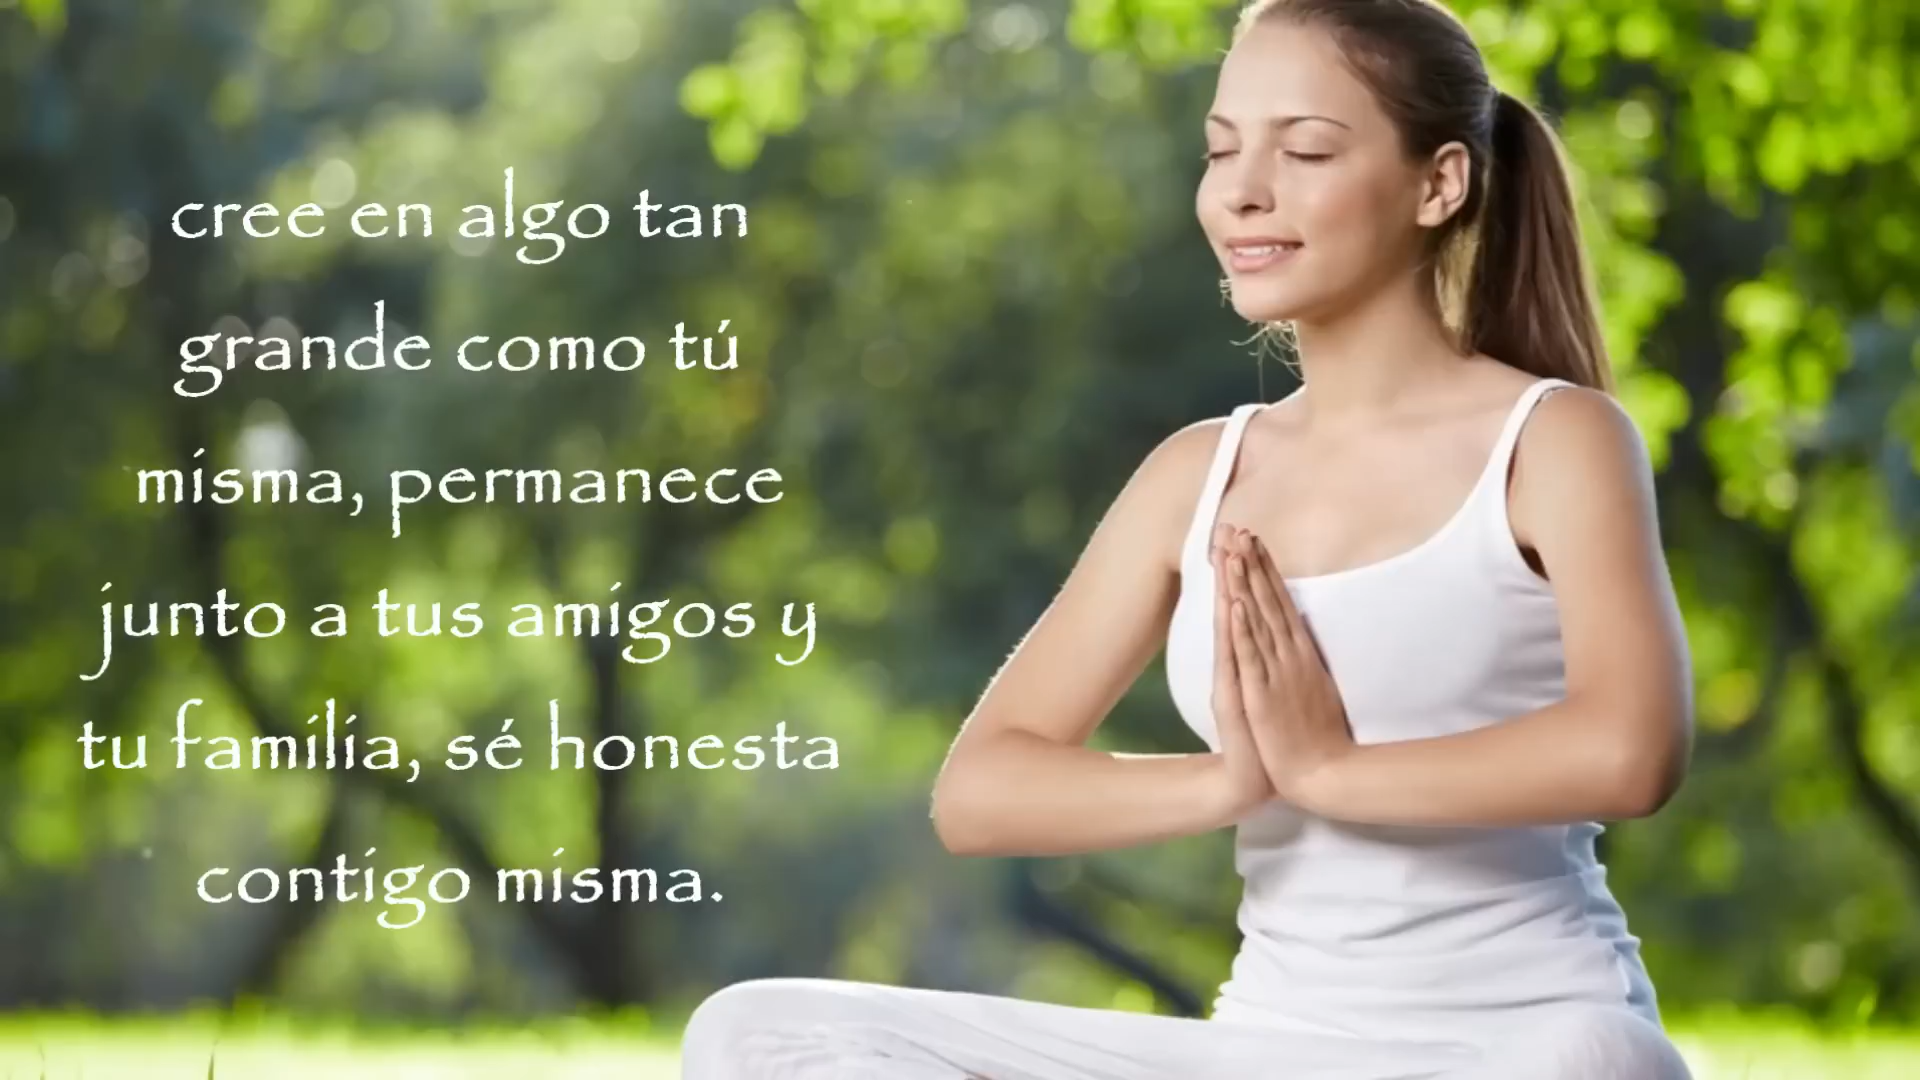 cree en algo tan
grande como tú
misma, permanece
junto a tus amigos y
tu familia, sé honesta
contigo misma.